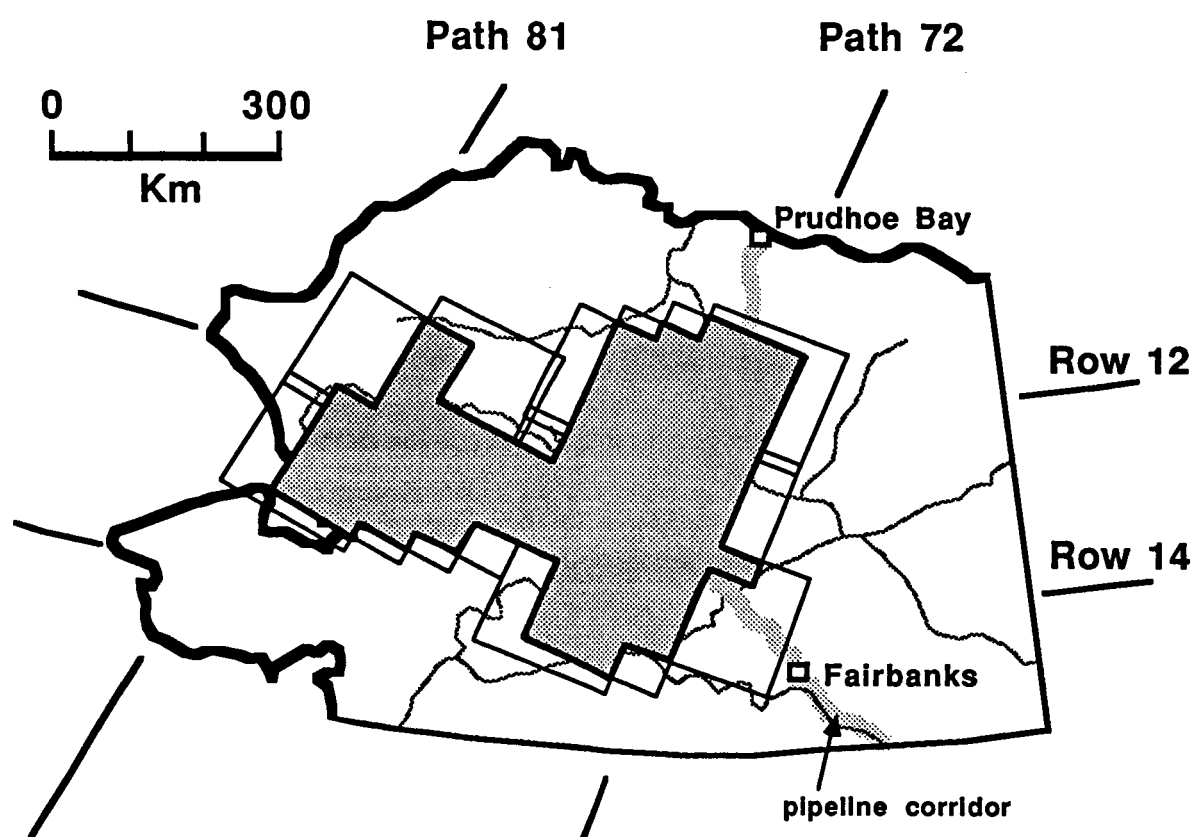 Path 81
Path 72
0 300
Km
Prudhoe Bay
Row 12
Row 14
Fairbanks
pipeline corridor